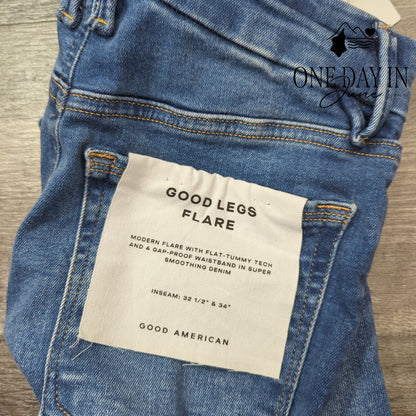 ONE DAY IN
June
GOOD LEGS
FLARE
MODERN FLARE WITH FLAT-TUMMY TECH
AND A GAP-PROOF WAISTBAND IN SUPER
SMOOTHING DENIM
INSEAM: 32 1/2" & 34"
GOOD AMERICAN